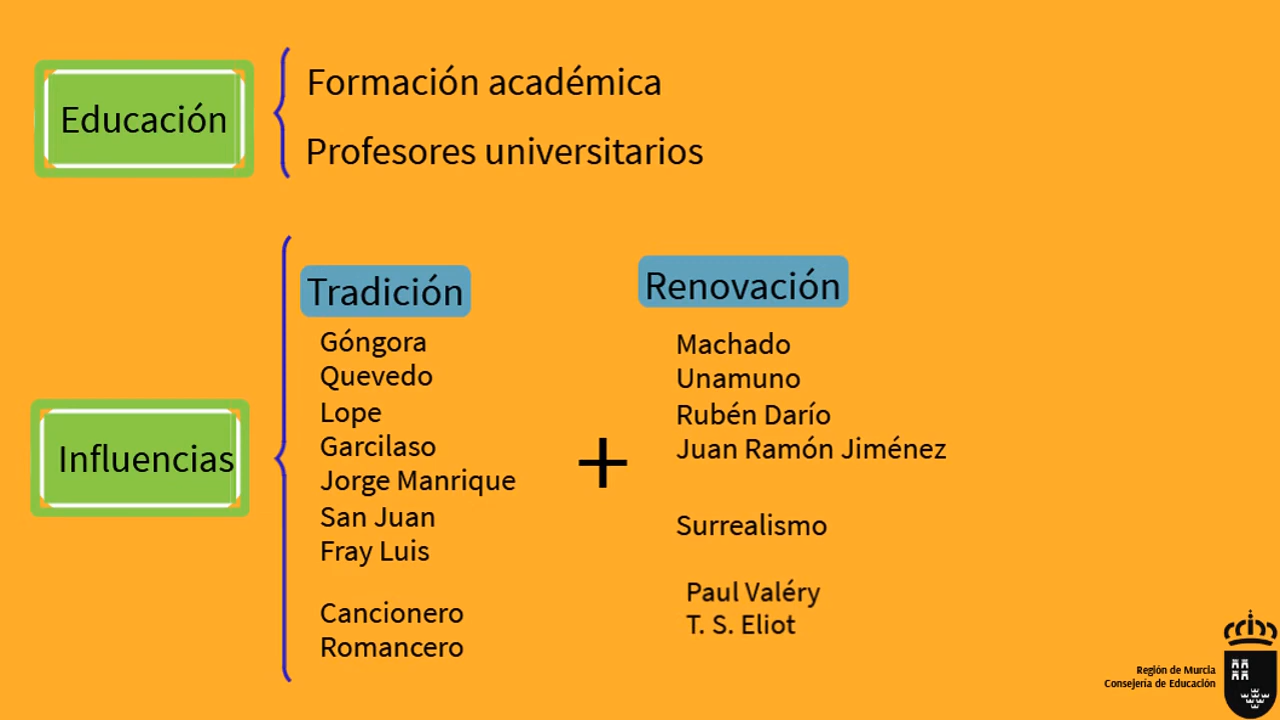 Educación
Formación académica
Profesores universitarios
Influencias
Tradición
Góngora
Quevedo
Lope
Garcilaso
Jorge Manrique
San Juan
Fray Luis
Cancionero
Romancero
+
Renovación
Machado
Unamuno
Rubén Darío
Juan Ramón Jiménez
Surrealismo
Paul Valéry
T. S. Eliot
Región de Murcia
Consejería de Educación